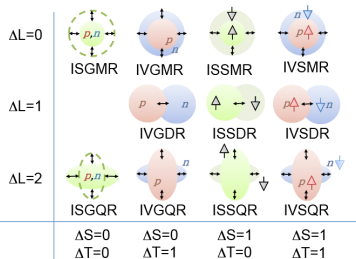 ΔL=0
p,n
p
n
n
p
ISGMR IVGMR ISSMR IVSMR
ΔL=1
p
n
p
n
IVGDR ISSDR IVSDR
ΔL=2
p,n
p
n
p
n
ISGQR IVGQR ISSQR IVSQR
ΔS=0 ΔS=0 ΔS=1 ΔS=1
ΔT=0 ΔT=1 ΔT=0 ΔT=1